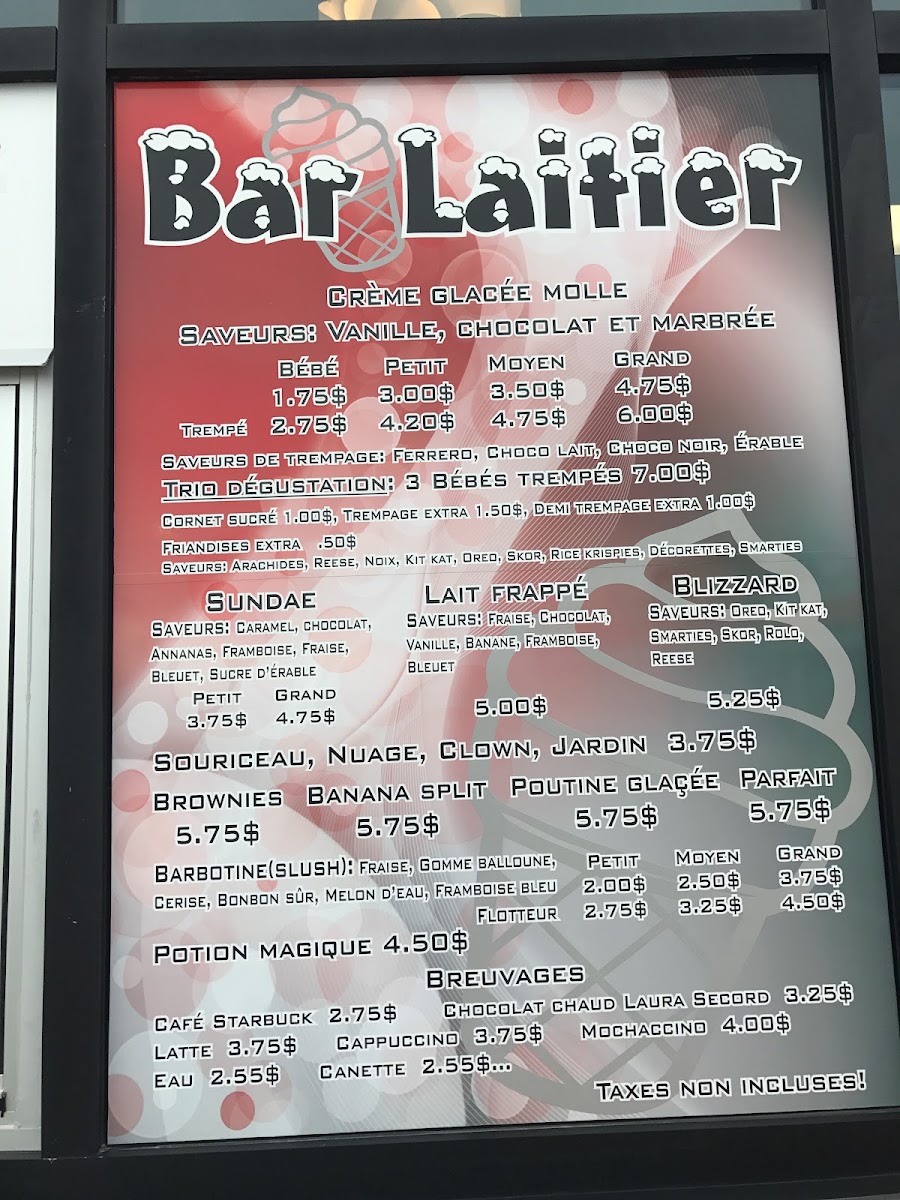 Bar Laitier
Crème glacée molle
Saveurs: Vanille, chocolat et marbrée
Bébé Petit Moyen Grand
1.75$ 3.00$ 3.50$ 4.75$
Trempé 2.75$ 4.20$ 4.75$ 6.00$
Saveurs de trempage: Ferrero, Choco lait, Choco noir, Érable
Trio dégustation: 3 Bébés trempés 7.00$
Cornet sucré 1.00$, Trempage extra 1.50$, Demi trempage extra 1.00$
Friandises extra .50$
Saveurs: Arachides, Reese, Noix, Kit kat, Oreo, Skor, Rice krispies, Décorettes, Smarties
Sundae
Saveurs: Caramel, chocolat,
Annanas, Framboise, Fraise,
Bleuet, Sucre d'érable
Petit Grand
3.75$ 4.75$
Lait frappé
Saveurs: Fraise, Chocolat,
Vanille, Banane, Framboise,
Bleuet
5.00$
Blizzard
Saveurs: Oreo, Kit kat,
Smarties, Skor, Rolo,
Reese
5.25$
Souriceau, Nuage, Clown, Jardin 3.75$
Brownies Banana split Poutine glaçée Parfait
5.75$ 5.75$ 5.75$ 5.75$
Barbotine(slush): Fraise, Gomme balloune, Petit Moyen Grand
Cerise, Bonbon sûr, Melon d'eau, Framboise bleu 2.00$ 2.50$ 3.75$
Flotteur 2.75$ 3.25$ 4.50$
Potion magique 4.50$
Breuvages
Café Starbuck 2.75$ Chocolat chaud Laura Secord 3.25$
Latte 3.75$ Cappuccino 3.75$ Mochaccino 4.00$
Eau 2.55$ Canette 2.55$...
Taxes non incluses!